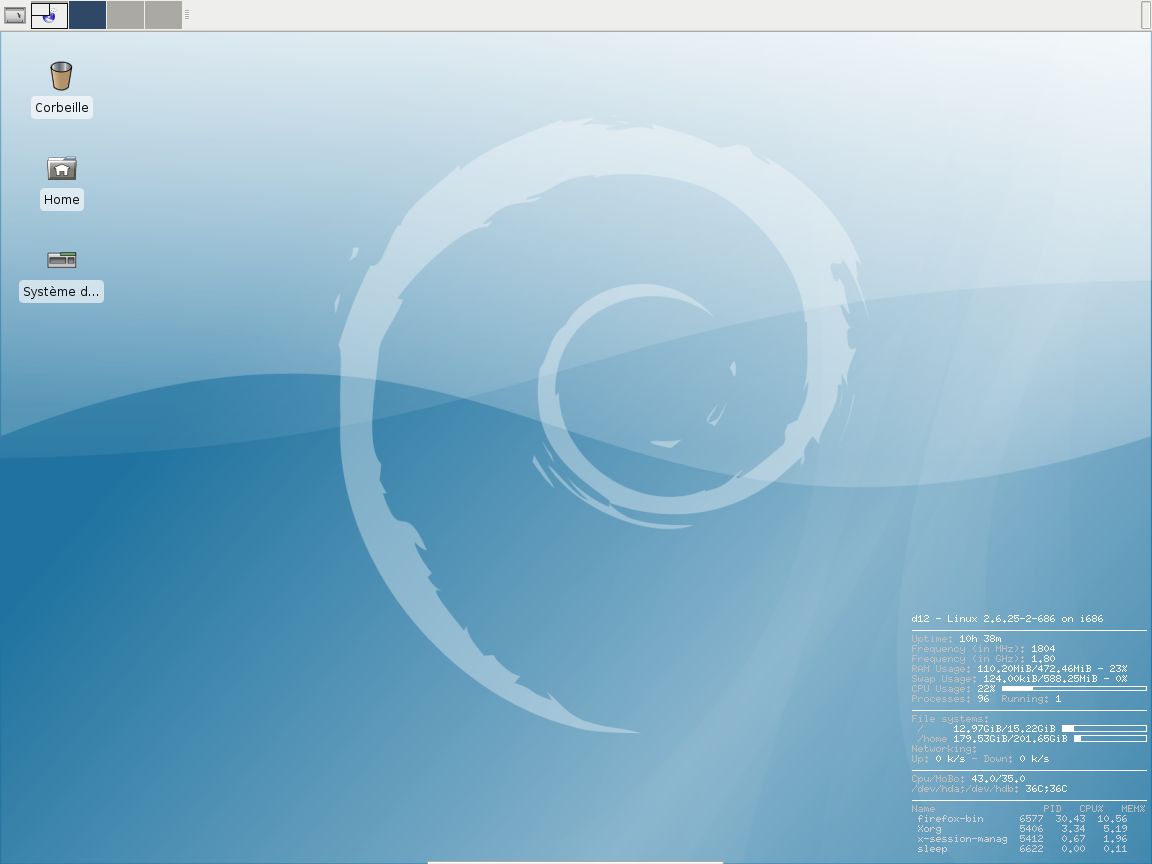 Corbeille
Home
Système d...
d12 - Linux 2.6.25-2-686 on i686
Uptime: 10h 38m
Frequency (in MHz): 1804
Frequency (in GHz): 1.80
RAM Usage: 110.20MiB/472.46MiB - 23%
Swap Usage: 124.00kiB/588.25MiB - 0%
CPU Usage: 22%
Processes: 96 Running: 1
File systems:
/ 12.97GiB/15.22GiB
/home 179.53GiB/201.65GiB
Networking:
Up: 0 k/s - Down: 0 k/s
Cpu/MoBo: 43.0/35.0
/dev/hda;/dev/hdb: 36C;36C
Name PID CPU% MEM%
firefox-bin 6577 30.43 10.56
Xorg 5406 3.34 5.19
x-session-manag 5412 0.67 1.96
sleep 6622 0.00 0.11